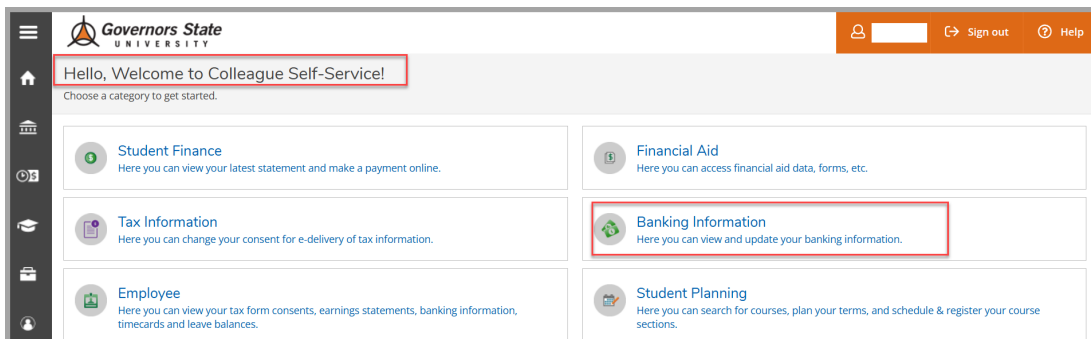 Governors State
UNIVERSITY
Sign out
Help
Hello, Welcome to Colleague Self-Service!
Choose a category to get started.
Student Finance
Here you can view your latest statement and make a payment online.
Financial Aid
Here you can access financial aid data, forms, etc.
Tax Information
Here you can change your consent for e-delivery of tax information.
Banking Information
Here you can view and update your banking information.
Employee
Here you can view your tax form consents, earnings statements, banking information,
timecards and leave balances.
Student Planning
Here you can search for courses, plan your terms, and schedule & register your course
sections.